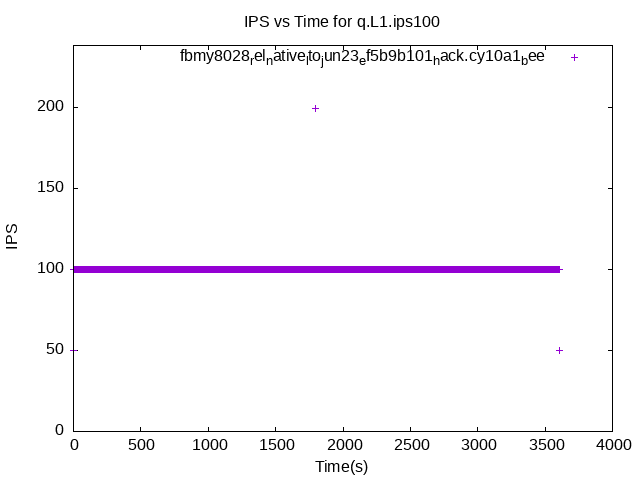 IPS vs Time for q.L1.ips100
fbmy8028relnativelitojun23ef5b9b101hack.cy10a1bee
200
150
100
50
0
IPS
0 500 1000 1500 2000 2500 3000 3500 4000
Time(s)